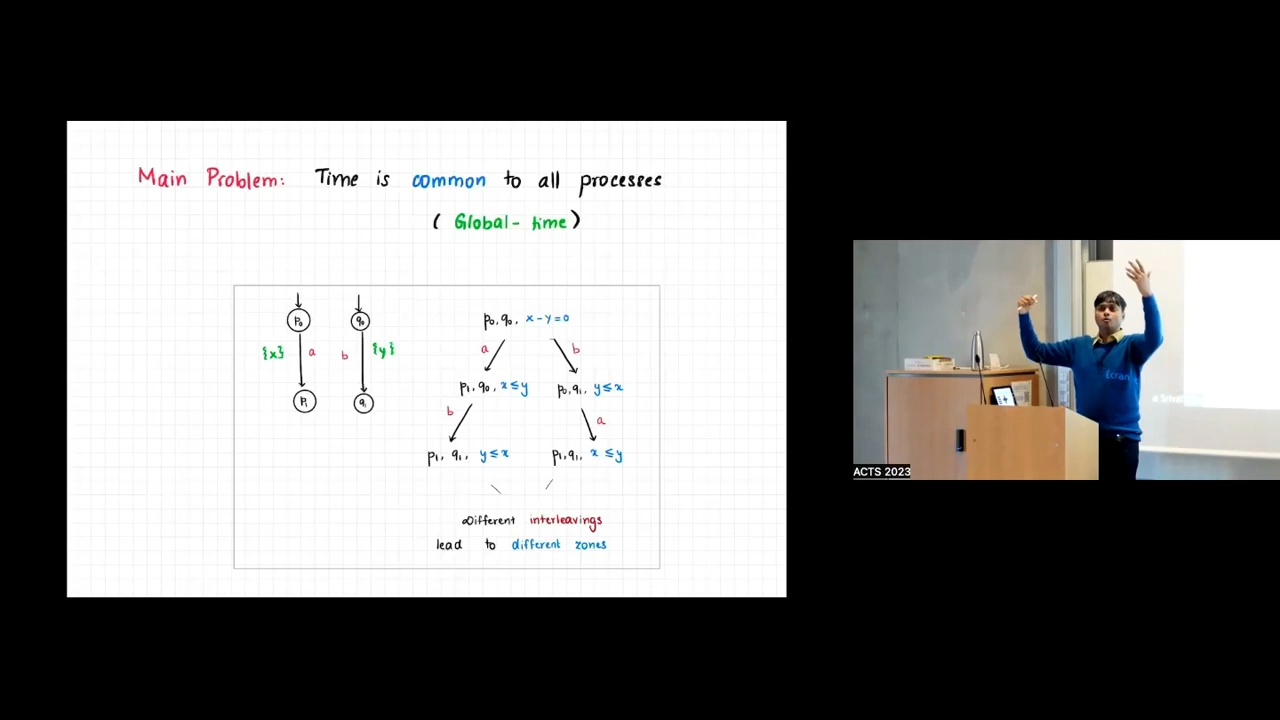 Main Problem: Time is common to all processes
(Global-time)
p₀ q₀ p₀, q₀, x-y=0
{x} a b {y} a b
p₁, q₀, x≤y p₀, q₁, y≤x
p₁ q₁ b a
p₁, q₁, y≤x p₁, q₁, x≤y
Different interleavings
lead to different zones
Écran
ACTS 2023